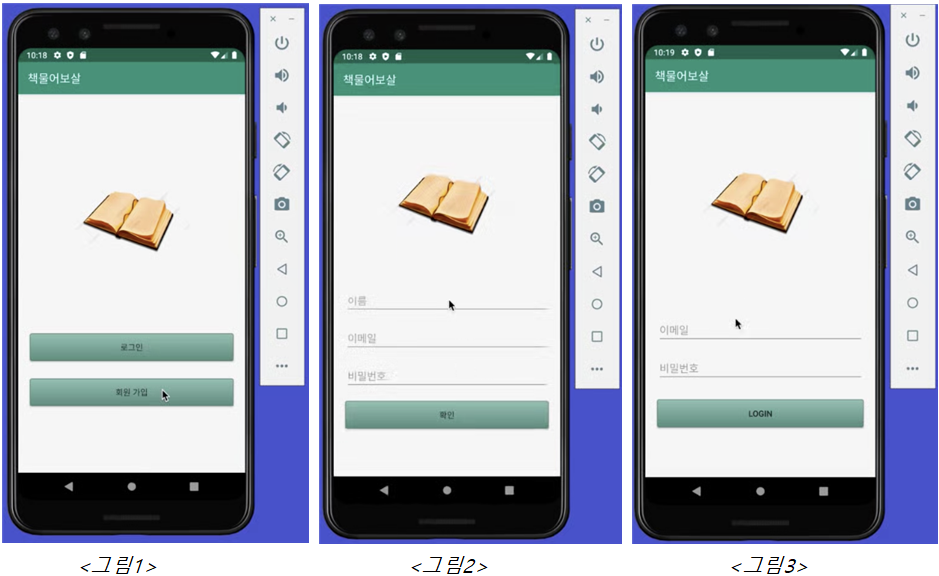 10:18
책물어보살
로그인
회원 가입
<그림1>
10:18
책물어보살
이름
이메일
비밀번호
확인
<그림2>
10:19
책물어보살
이메일
비밀번호
LOGIN
<그림3>